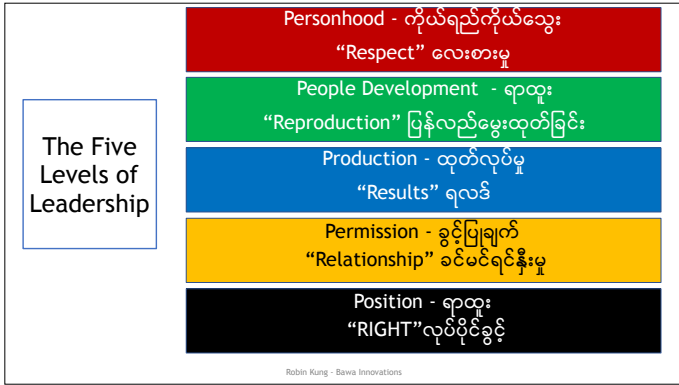 The Five
Levels of
Leadership
Personhood - ကိုယ်ရည်ကိုယ်သွေး
“Respect” လေးစားမှု
People Development - ရာထူး
“Reproduction” ပြန်လည်မွေးထုတ်ခြင်း
Production - ထုတ်လုပ်မှု
“Results” ရလဒ်
Permission - ခွင့်ပြုချက်
“Relationship” ခင်မင်ရင်နှီးမှု
Position - ရာထူး
“RIGHT”လုပ်ပိုင်ခွင့်
Robin Kung - Bawa Innovations